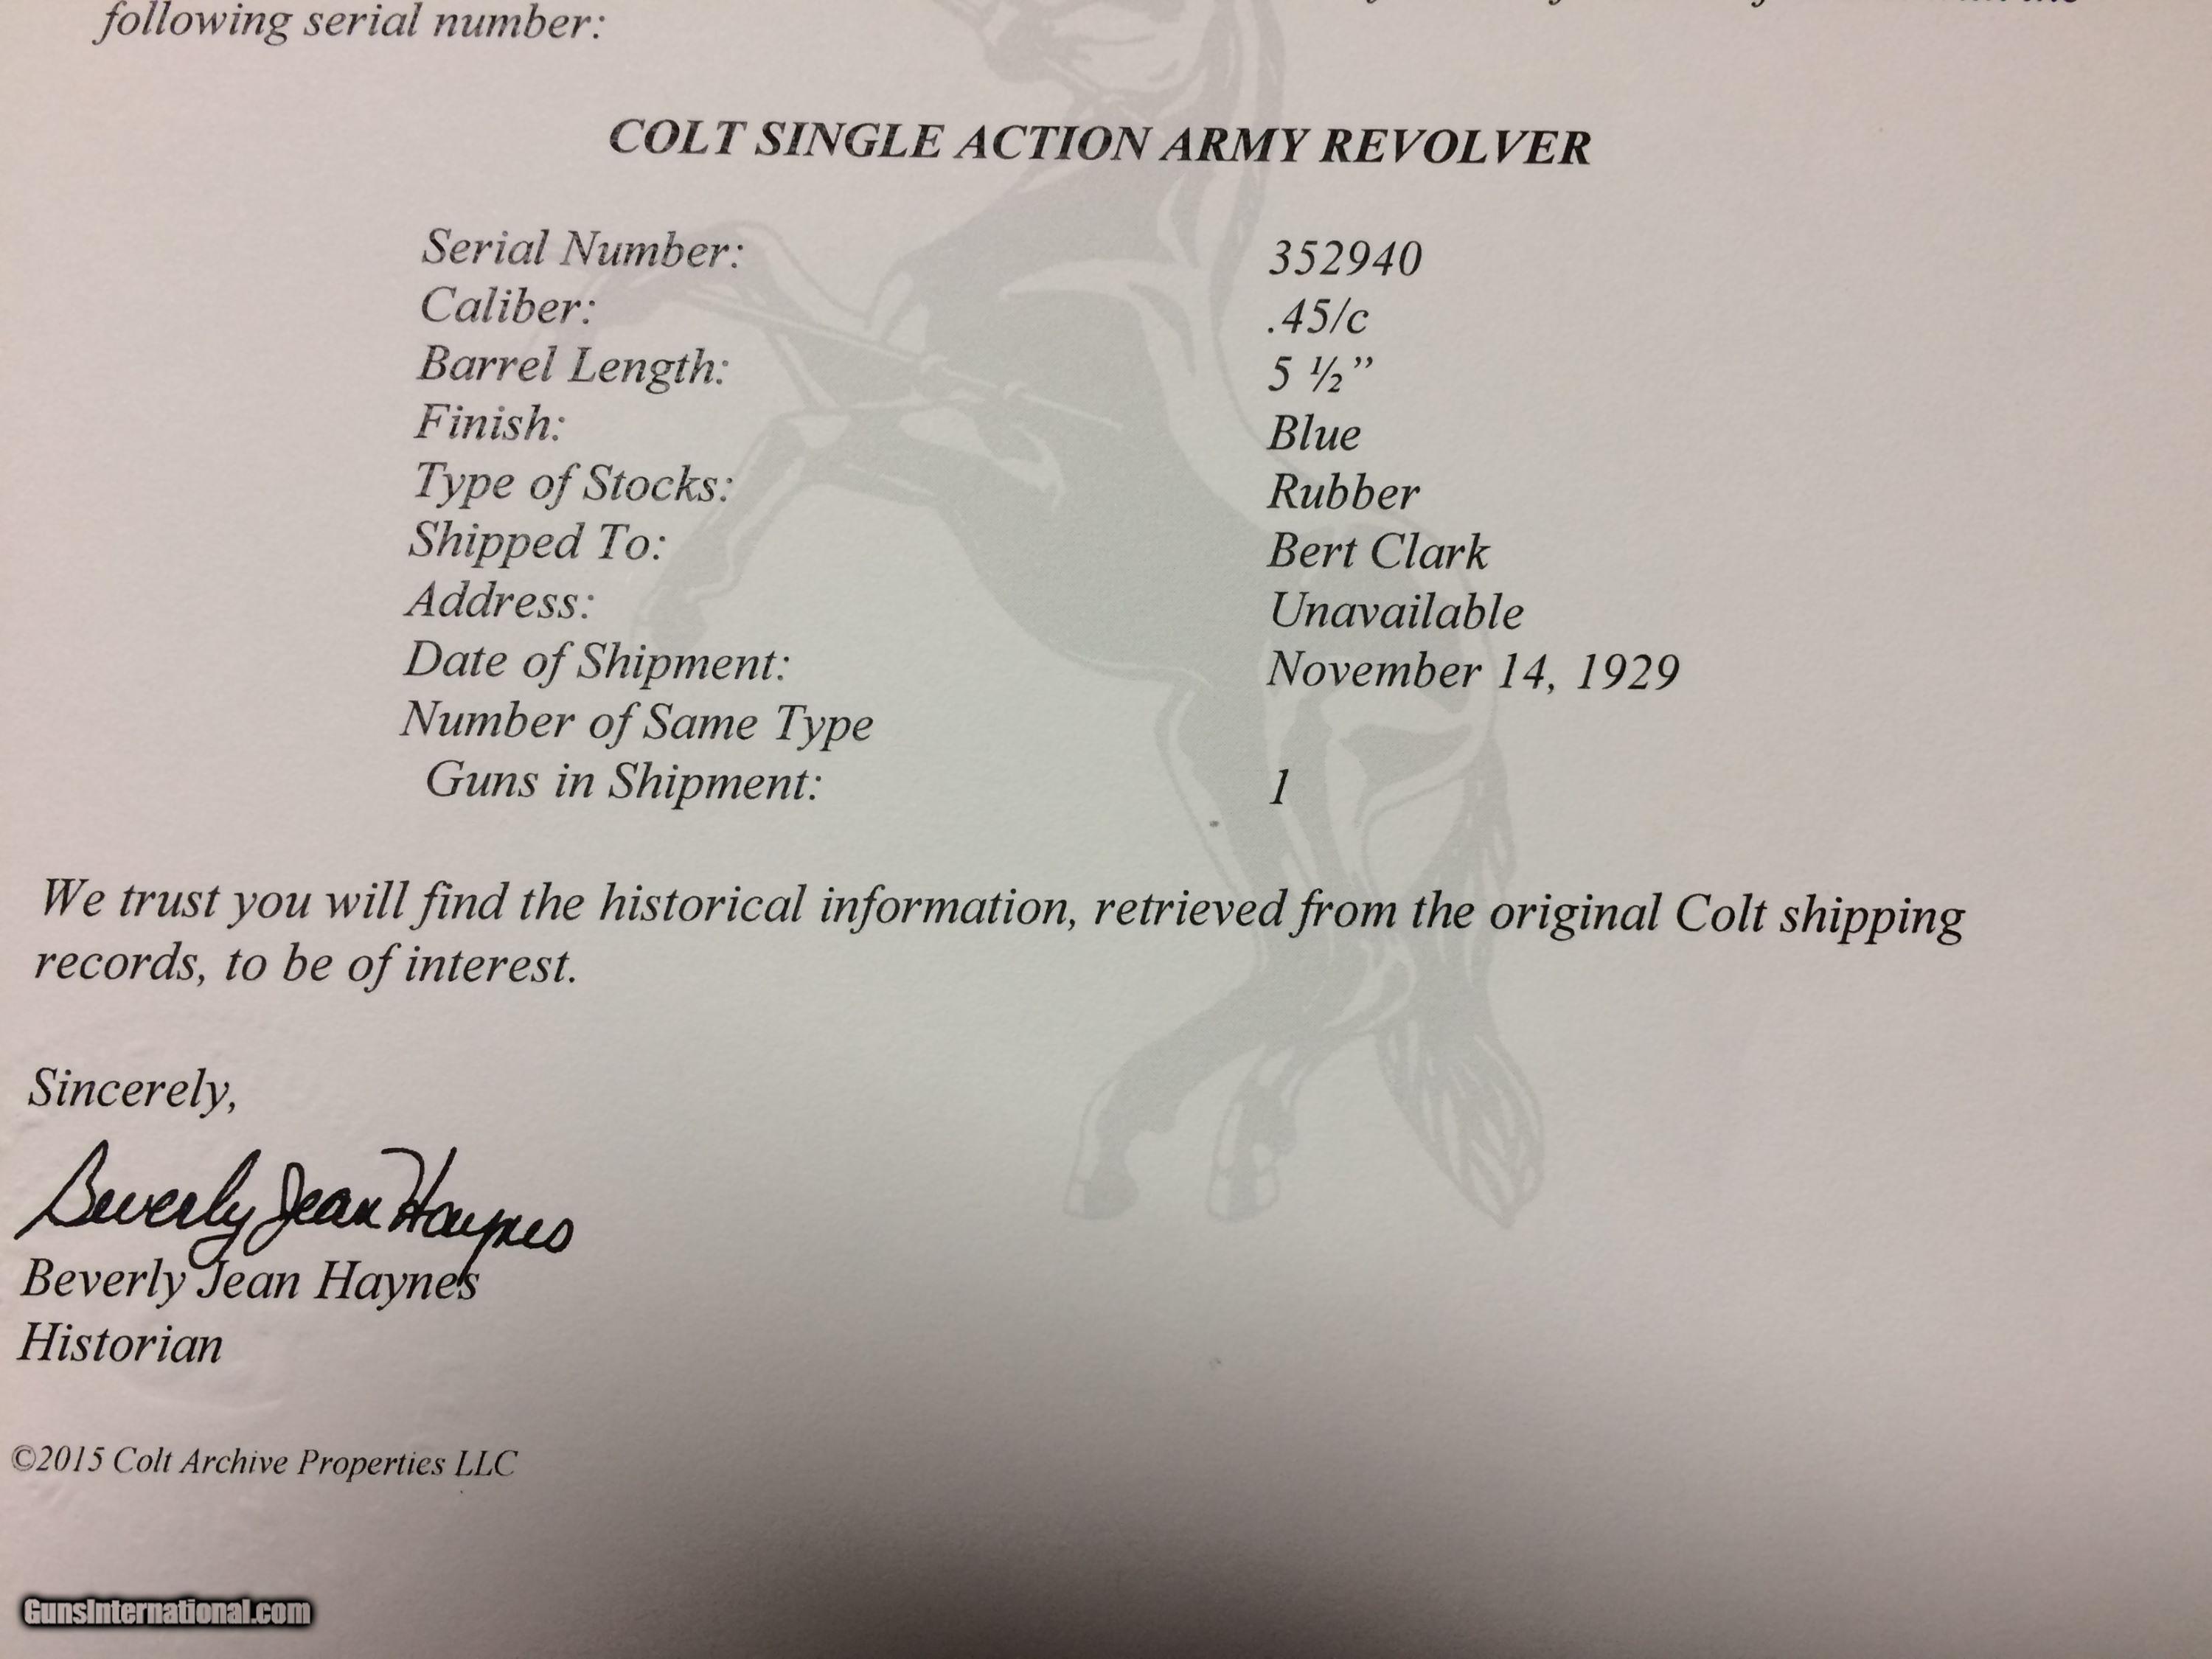 following serial number:
COLT SINGLE ACTION ARMY REVOLVER
Serial Number: 352940
Caliber: .45/c
Barrel Length: 5 ½”
Finish: Blue
Type of Stocks: Rubber
Shipped To: Bert Clark
Address: Unavailable
Date of Shipment: November 14, 1929
Number of Same Type
Guns in Shipment: 1
We trust you will find the historical information, retrieved from the original Colt shipping
records, to be of interest.
Sincerely,
Beverly Jean Haynes
Beverly Jean Haynes
Historian
©2015 Colt Archive Properties LLC
GunsInternational.com